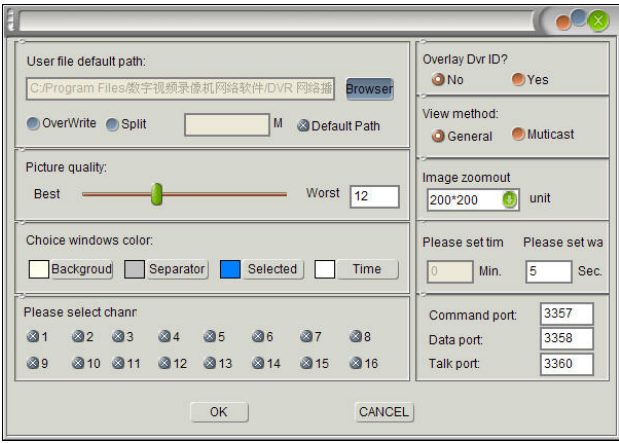 User file default path:
C:/Program Files/数字视频录像机网络软件/DVR 网络播
Browser
OverWrite
Split
M
Default Path
Picture quality:
Best
Worst
12
Choice windows color:
Backgroud
Separator
Selected
Time
Please select chanr
1 2 3 4 5 6 7 8
9 10 11 12 13 14 15 16
Overlay Dvr ID?
No
Yes
View method:
General
Muticast
Image zoomout
200*200
unit
Please set tim
Please set wa
0
Min.
5
Sec.
Command port:
3357
Data port:
3358
Talk port:
3360
OK
CANCEL